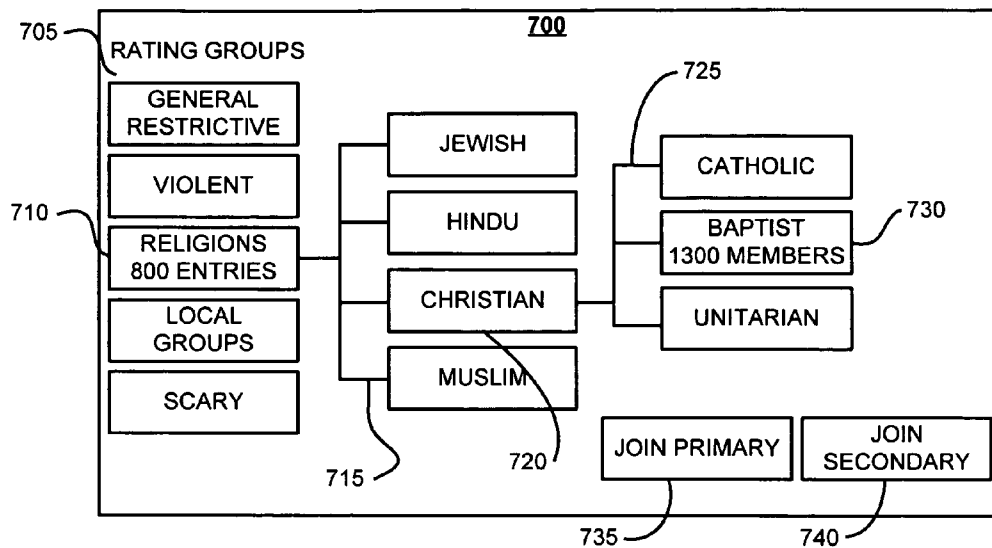 700
705
RATING GROUPS
725
GENERAL
RESTRICTIVE
JEWISH
CATHOLIC
VIOLENT
710
HINDU
BAPTIST
1300 MEMBERS
730
RELIGIONS
800 ENTRIES
CHRISTIAN
UNITARIAN
LOCAL
GROUPS
MUSLIM
SCARY
715
720
JOIN PRIMARY
JOIN
SECONDARY
735
740